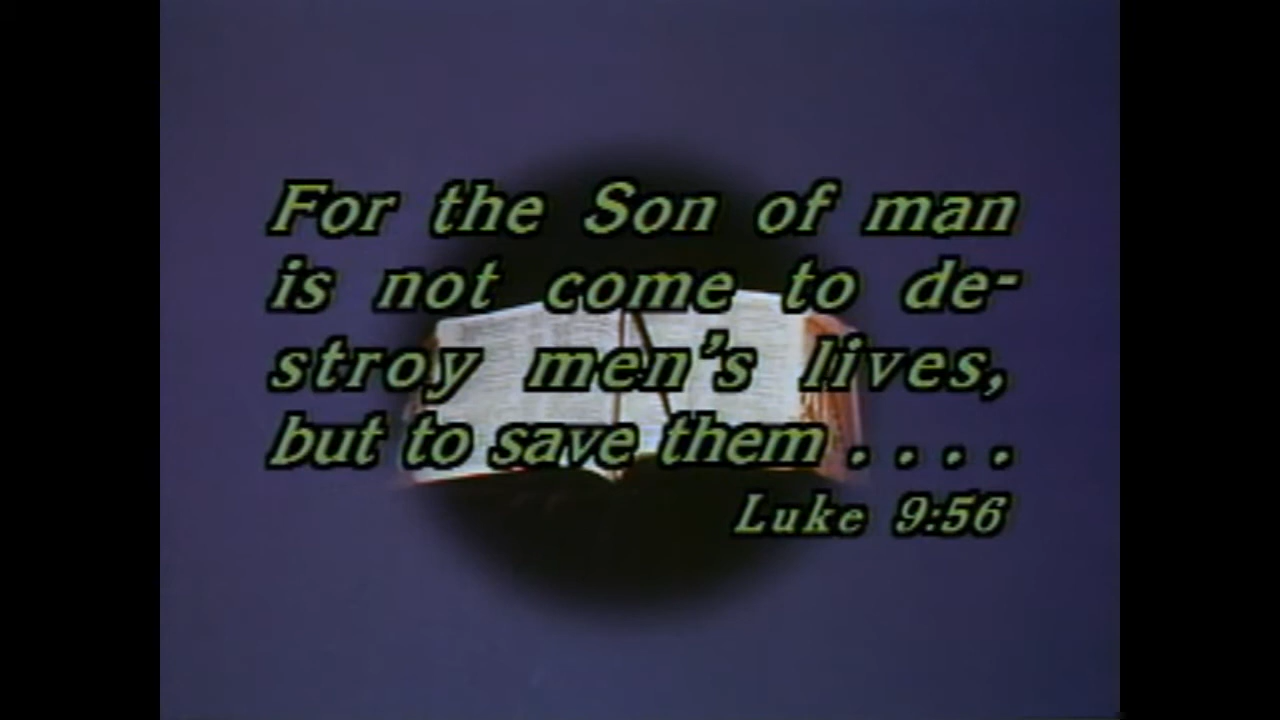 For the Son of man
is not come to de-
stroy men's lives,
but to save them . . . .
Luke 9:56